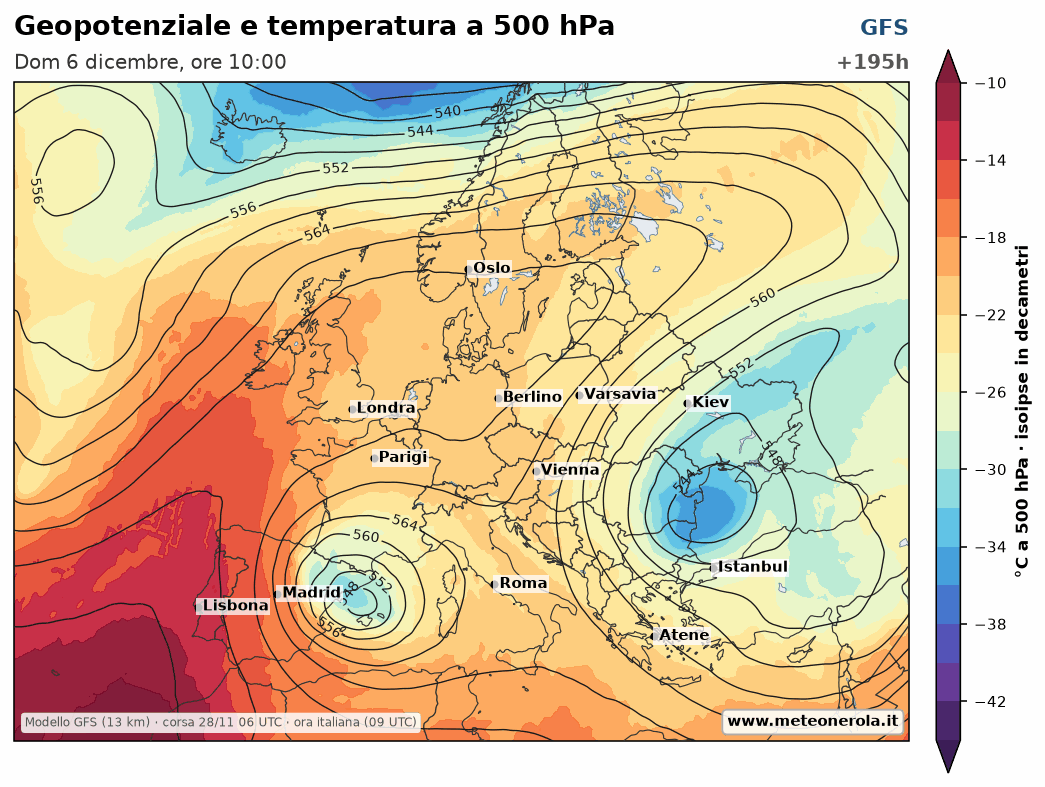 Geopotenziale e temperatura a 500 hPa
GFS
Dom 6 dicembre, ore 10:00
+195h
540
544
552
556
556
564
560
552
548
544
564
560
552
548
556
Oslo
Londra
Berlino
Varsavia
Kiev
Parigi
Vienna
Madrid
Lisbona
Roma
Istanbul
Atene
−10
−14
−18
−22
−26
−30
−34
−38
−42
°C a 500 hPa · isoipse in decametri
Modello GFS (13 km) · corsa 28/11 06 UTC · ora italiana (09 UTC)
www.meteonerola.it